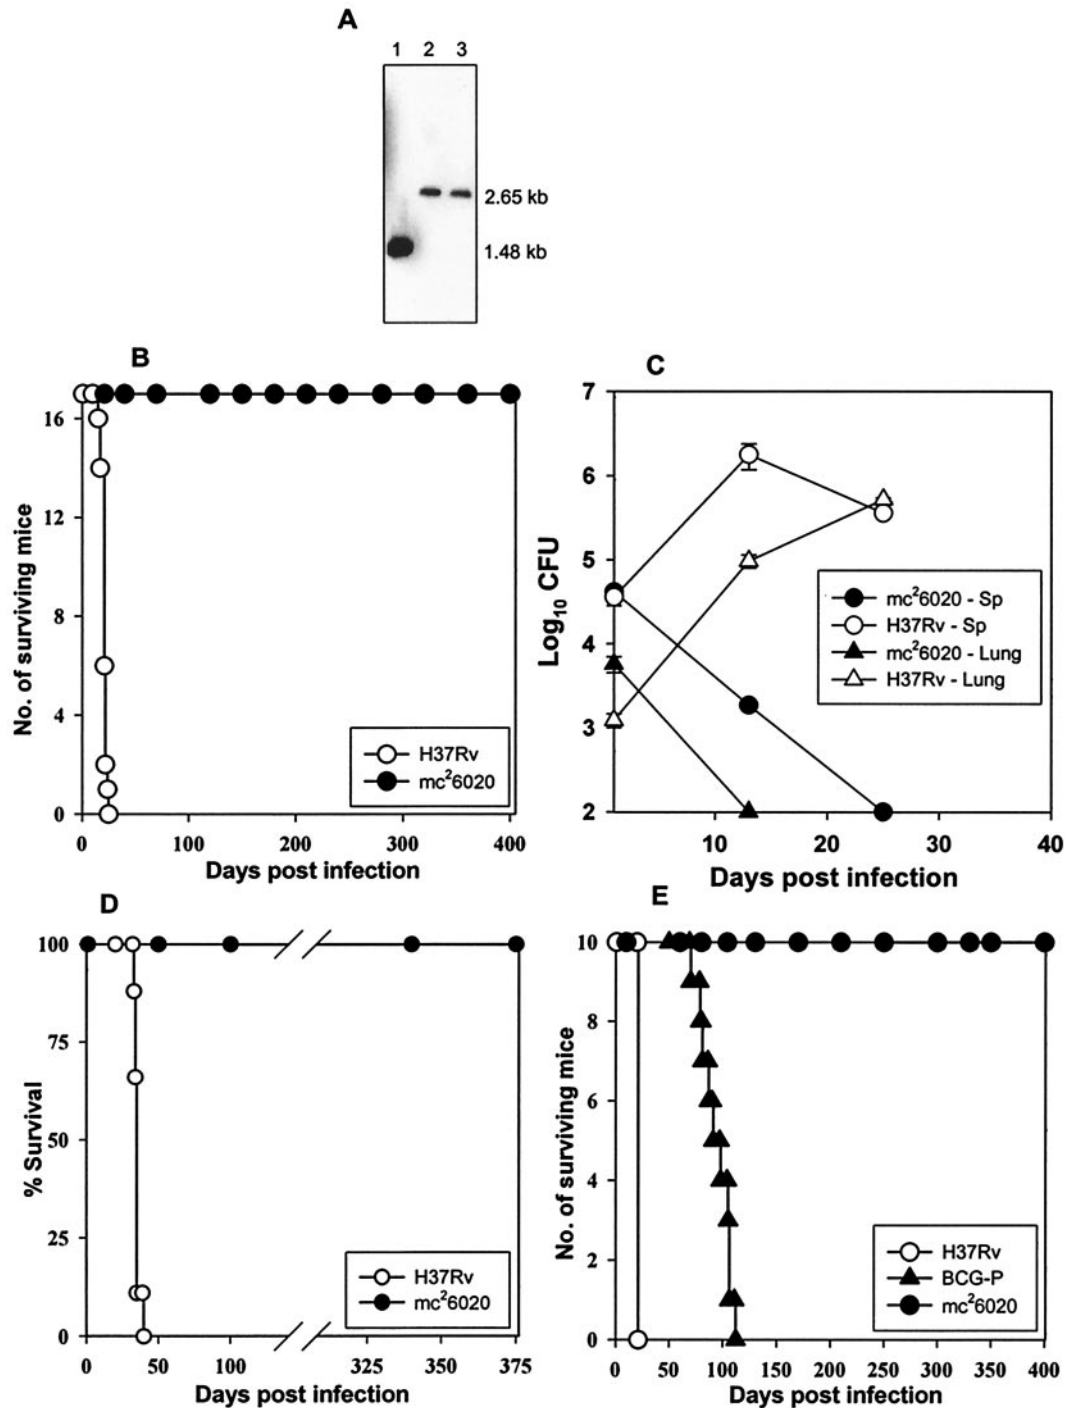 A
1 2 3
2.65 kb
1.48 kb
B
No. of surviving mice
16
12
8
4
0
0 100 200 300 400
Days post infection
H37Rv
mc²6020
C
Log₁₀ CFU
7
6
5
4
3
2
10 20 30 40
Days post infection
mc²6020 - Sp
H37Rv - Sp
mc²6020 - Lung
H37Rv - Lung
D
% Survival
100
75
50
25
0
0 50 100 325 350 375
Days post infection
H37Rv
mc²6020
E
No. of surviving mice
10
8
6
4
2
0
0 50 100 150 200 250 300 350 400
Days post infection
H37Rv
BCG-P
mc²6020